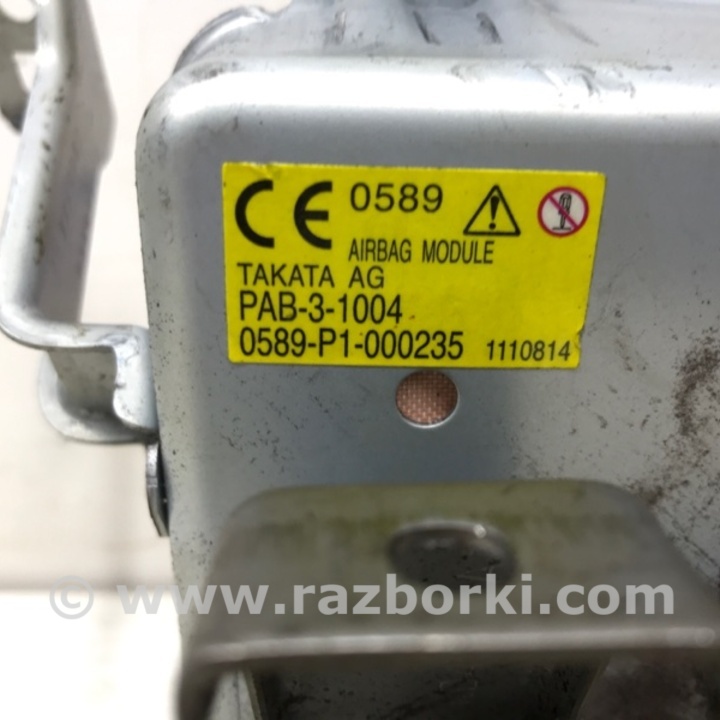 CE 0589
AIRBAG MODULE
TAKATA AG
PAB-3-1004
0589-P1-000235 1110814
© www.razborki.com